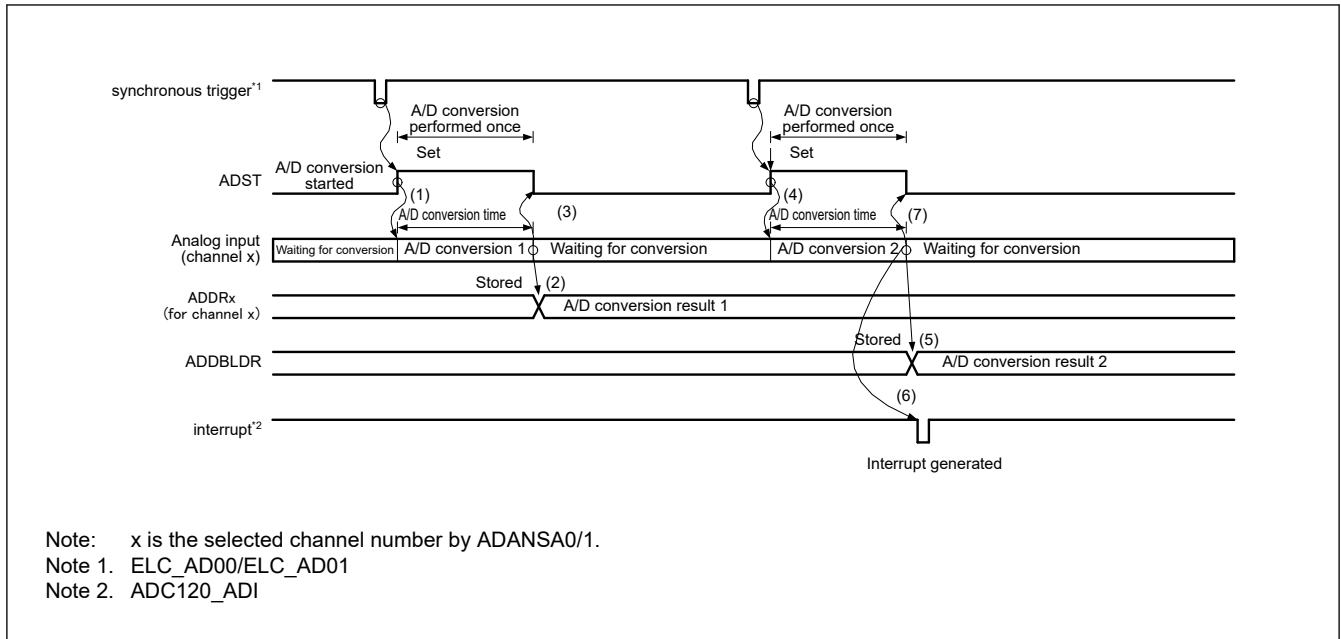 synchronous trigger*1
A/D conversion
performed once
A/D conversion
performed once
Set
Set
ADST
A/D conversion
started
(1)
(3)
(4)
(7)
A/D conversion time
A/D conversion time
Analog input
(channel x)
Waiting for conversion
A/D conversion 1
Waiting for conversion
A/D conversion 2
Waiting for conversion
Stored
(2)
ADDRx
(for channel x)
A/D conversion result 1
Stored
(5)
ADDBLDR
A/D conversion result 2
(6)
interrupt*2
Interrupt generated
Note: x is the selected channel number by ADANSA0/1.
Note 1. ELC_AD00/ELC_AD01
Note 2. ADC120_ADI